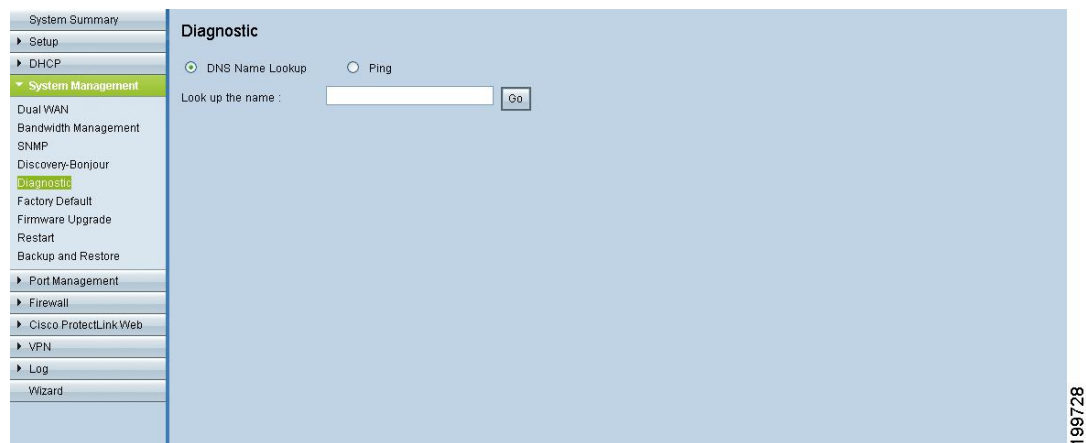 System Summary
Setup
DHCP
System Management
Dual WAN
Bandwidth Management
SNMP
Discovery-Bonjour
Diagnostic
Factory Default
Firmware Upgrade
Restart
Backup and Restore
Port Management
Firewall
Cisco ProtectLink Web
VPN
Log
Wizard
Diagnostic
DNS Name Lookup Ping
Look up the name : Go
199728